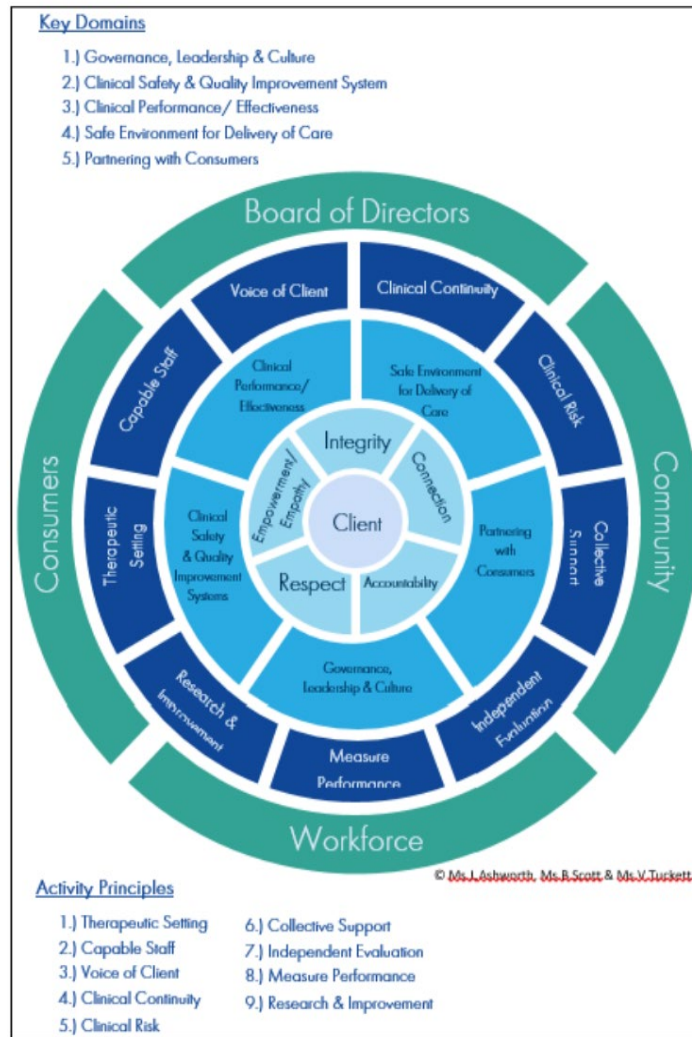 Key Domains
1.) Governance, Leadership & Culture
2.) Clinical Safety & Quality Improvement System
3.) Clinical Performance/ Effectiveness
4.) Safe Environment for Delivery of Care
5.) Partnering with Consumers
Board of Directors
Voice of Client
Clinical Continuity
Capable Staff
Clinical Risk
Clinical
Performance/
Effectiveness
Safe Environment
for Delivery of
Care
Consumers
Community
Integrity
Empowerment/
Empathy
Connection
Client
Therapeutic
Setting
Clinical
Safety
& Quality
Improvement
Systems
Partnering
with
Consumers
Collective
Support
Respect
Accountability
Governance,
Leadership & Culture
Research &
Improvement
Measure
Performance
Independent
Evaluation
Workforce
© Ms.J.Ashworth, Ms.B.Scott & Ms.V.Tuckett
Activity Principles
1.) Therapeutic Setting
2.) Capable Staff
3.) Voice of Client
4.) Clinical Continuity
5.) Clinical Risk
6.) Collective Support
7.) Independent Evaluation
8.) Measure Performance
9.) Research & Improvement